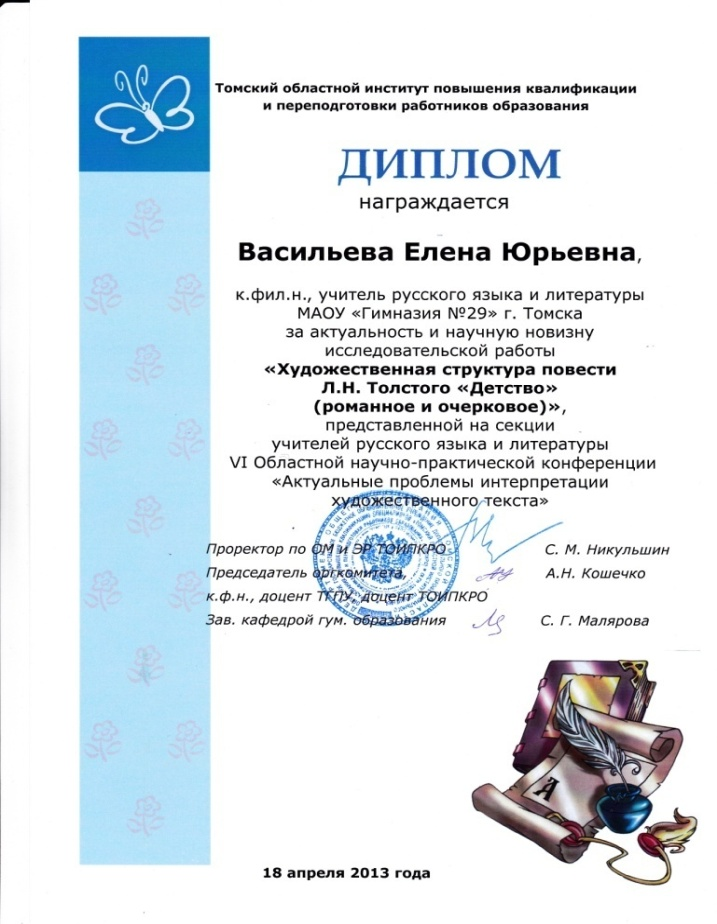 Томский областной институт повышения квалификации
и переподготовки работников образования
ДИПЛОМ
награждается
Васильева Елена Юрьевна,
к.фил.н., учитель русского языка и литературы
МАОУ «Гимназия №29» г. Томска
за актуальность и научную новизну
исследовательской работы
«Художественная структура повести
Л.Н. Толстого «Детство»
(романное и очерковое)»,
представленной на секции
учителей русского языка и литературы
VI Областной научно-практической конференции
«Актуальные проблемы интерпретации
художественного текста»
Проректор по ОМ и ЭР ТОИПКРО С. М. Никульшин
Председатель оргкомитета, А.Н. Кошечко
к.ф.н., доцент ТГПУ, доцент ТОИПКРО
Зав. кафедрой гум. образования С. Г. Малярова
А
18 апреля 2013 года